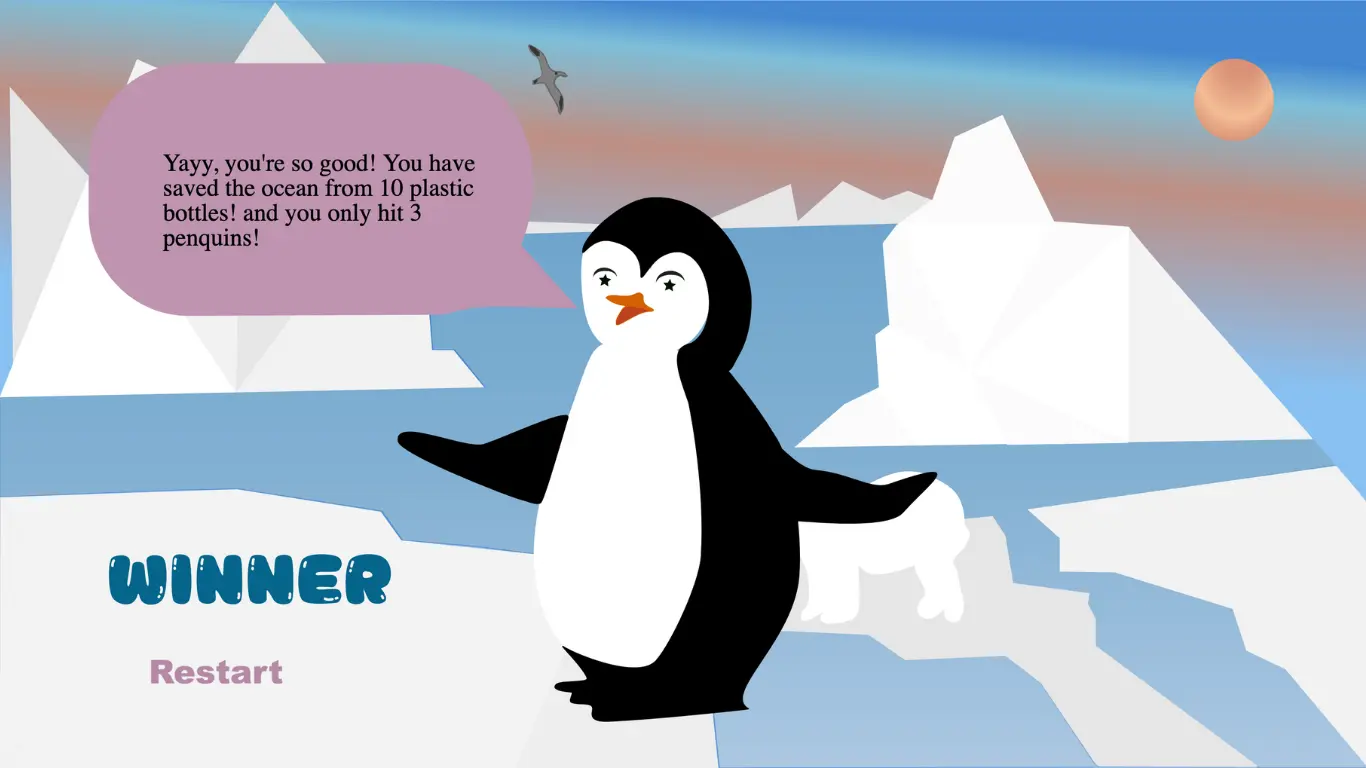 Yayy, you're so good! You have
saved the ocean from 10 plastic
bottles! and you only hit 3
penquins!
WINNER
Restart